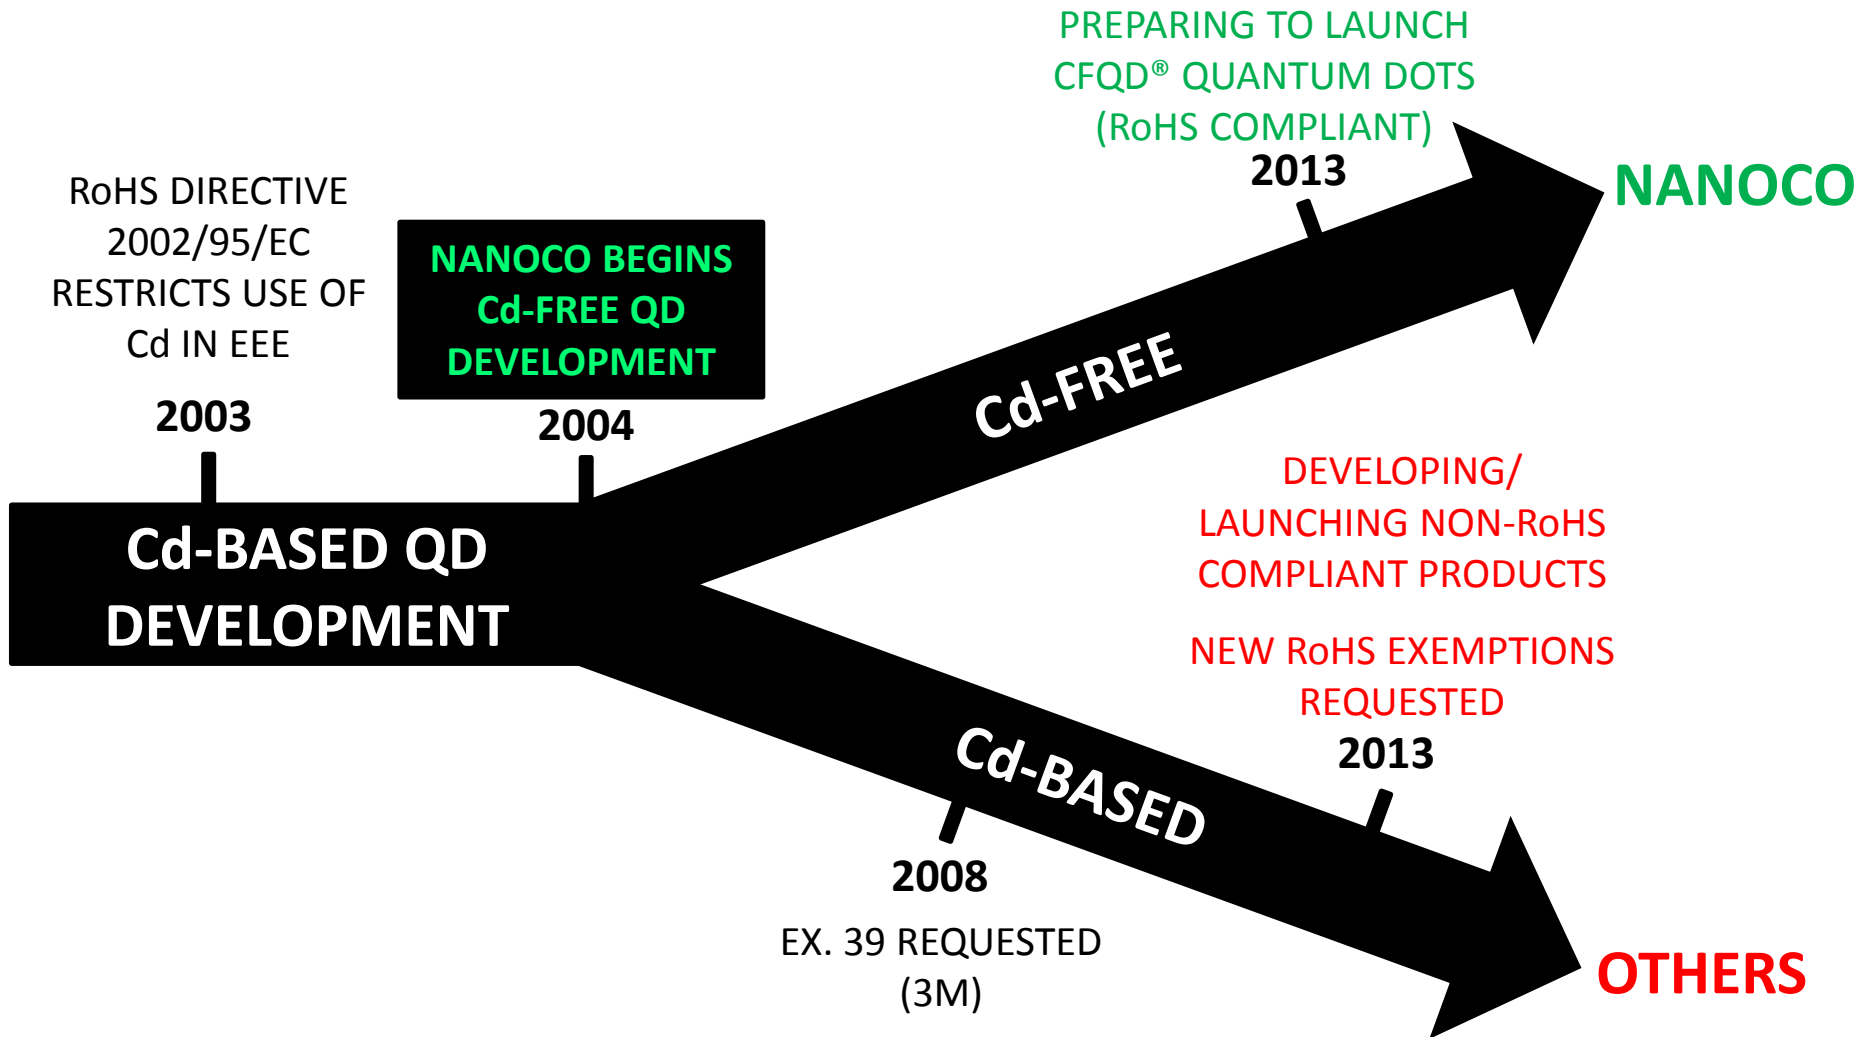 PREPARING TO LAUNCH
CFQD® QUANTUM DOTS
(RoHS COMPLIANT)
2013
NANOCO
RoHS DIRECTIVE
2002/95/EC
RESTRICTS USE OF
Cd IN EEE
2003
NANOCO BEGINS
Cd-FREE QD
DEVELOPMENT
2004
Cd-FREE
Cd-BASED QD
DEVELOPMENT
DEVELOPING/
LAUNCHING NON-RoHS
COMPLIANT PRODUCTS
NEW RoHS EXEMPTIONS
REQUESTED
2013
Cd-BASED
2008
EX. 39 REQUESTED
(3M)
OTHERS